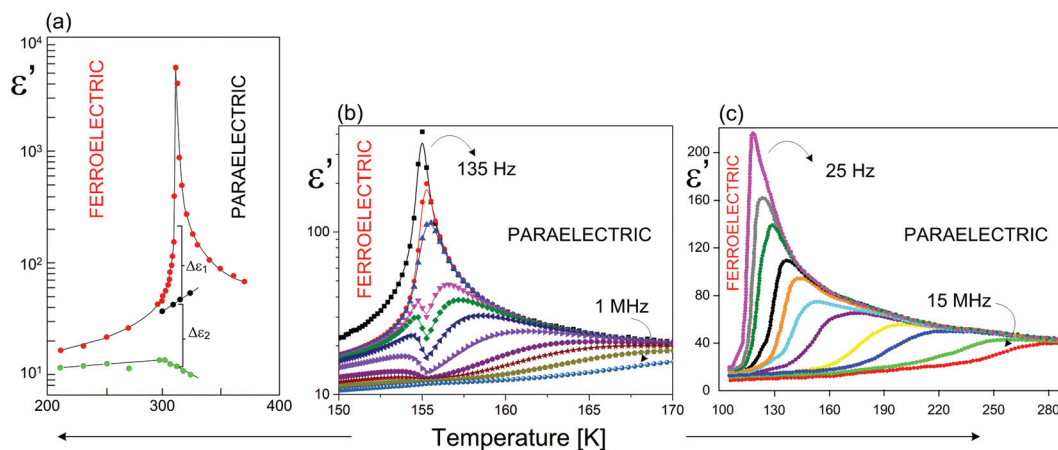 (a)
ε’
10⁴
10³
10²
10¹
FERROELECTRIC
PARAELECTRIC
Δε₁
Δε₂
200 300 400
(b)
ε’
100
10
FERROELECTRIC
135 Hz
PARAELECTRIC
1 MHz
150 155 160 165 170
(c)
ε’
200
160
120
80
40
0
FERROELECTRIC
25 Hz
PARAELECTRIC
15 MHz
100 130 160 190 220 250 280
Temperature [K]